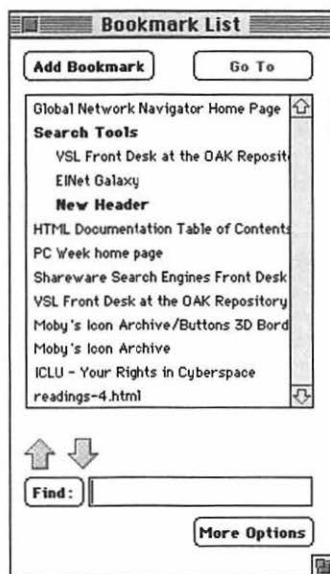 Bookmark List
Add Bookmark
Go To
Global Network Navigator Home Page
Search Tools
VSL Front Desk at the OAK Reposit
EINet Galaxy
New Header
HTML Documentation Table of Contents
PC Week home page
Shareware Search Engines Front Desk
VSL Front Desk at the OAK Repository
Moby's Icon Archive/Buttons 3D Bord
Moby's Icon Archive
ICLU - Your Rights in Cyberspace
readings-4.html
Find:
More Options